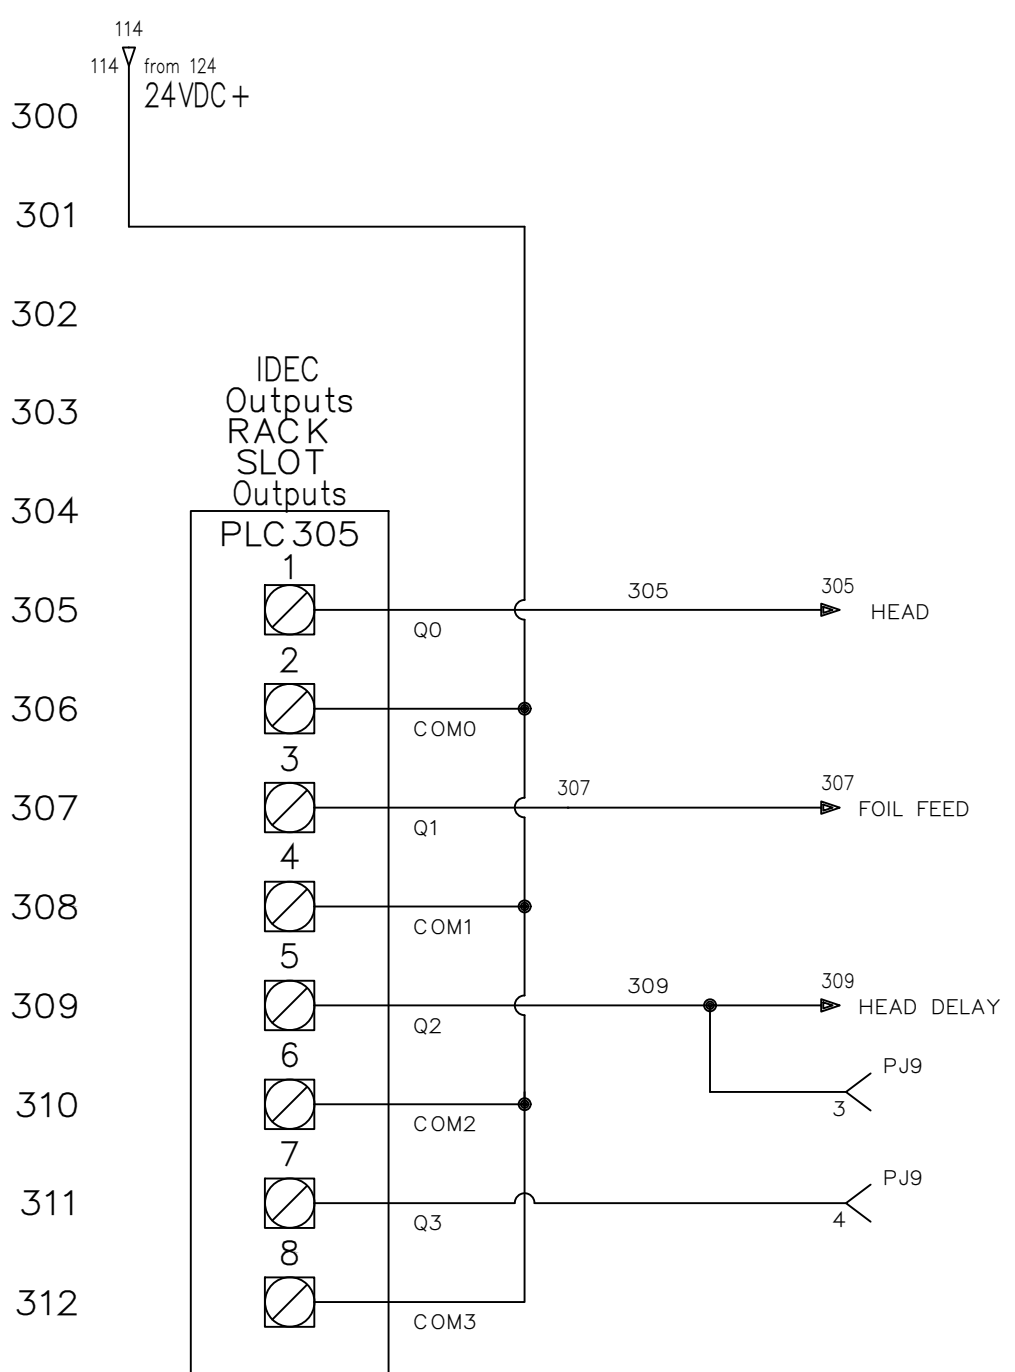 114
114 from 124
24VDC+
300
301
302
IDEC
303
Outputs
RACK
SLOT
Outputs
304
PLC305
1
305
305
305
HEAD
Q0
2
306
COM0
3
307
307
307
FOIL FEED
Q1
4
308
COM1
5
309
309
309
HEAD DELAY
Q2
6
PJ9
310
3
COM2
7
PJ9
311
4
Q3
8
312
COM3